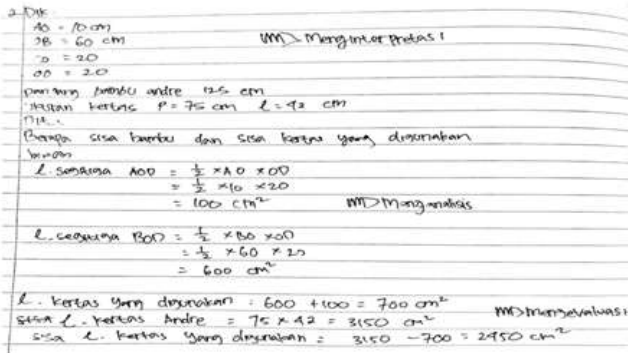 2. Dik
AO = 10 cm
OB = 60 cm    MD> Menginterpretasi
= 20
OD = 20
panjang bambu andre 125 cm
kertas P = 75 cm l = 42 cm
Dit :
Berapa sisa bambu dan sisa kertas yang digunakan
l. segitiga AOD = 1/2 × AO × OD
= 1/2 × 10 × 20
= 100 cm²    MD> Menganalisis
l. segitiga BOD = 1/2 × BO × OD
= 1/2 × 60 × 20
= 600 cm²
l. kertas yang digunakan = 600 + 100 = 700 cm²
sisa l. kertas Andre = 75 × 42 = 3150 cm²    MD> mengevaluasi
sisa l. kertas yang digunakan = 3150 - 700 = 2450 cm²